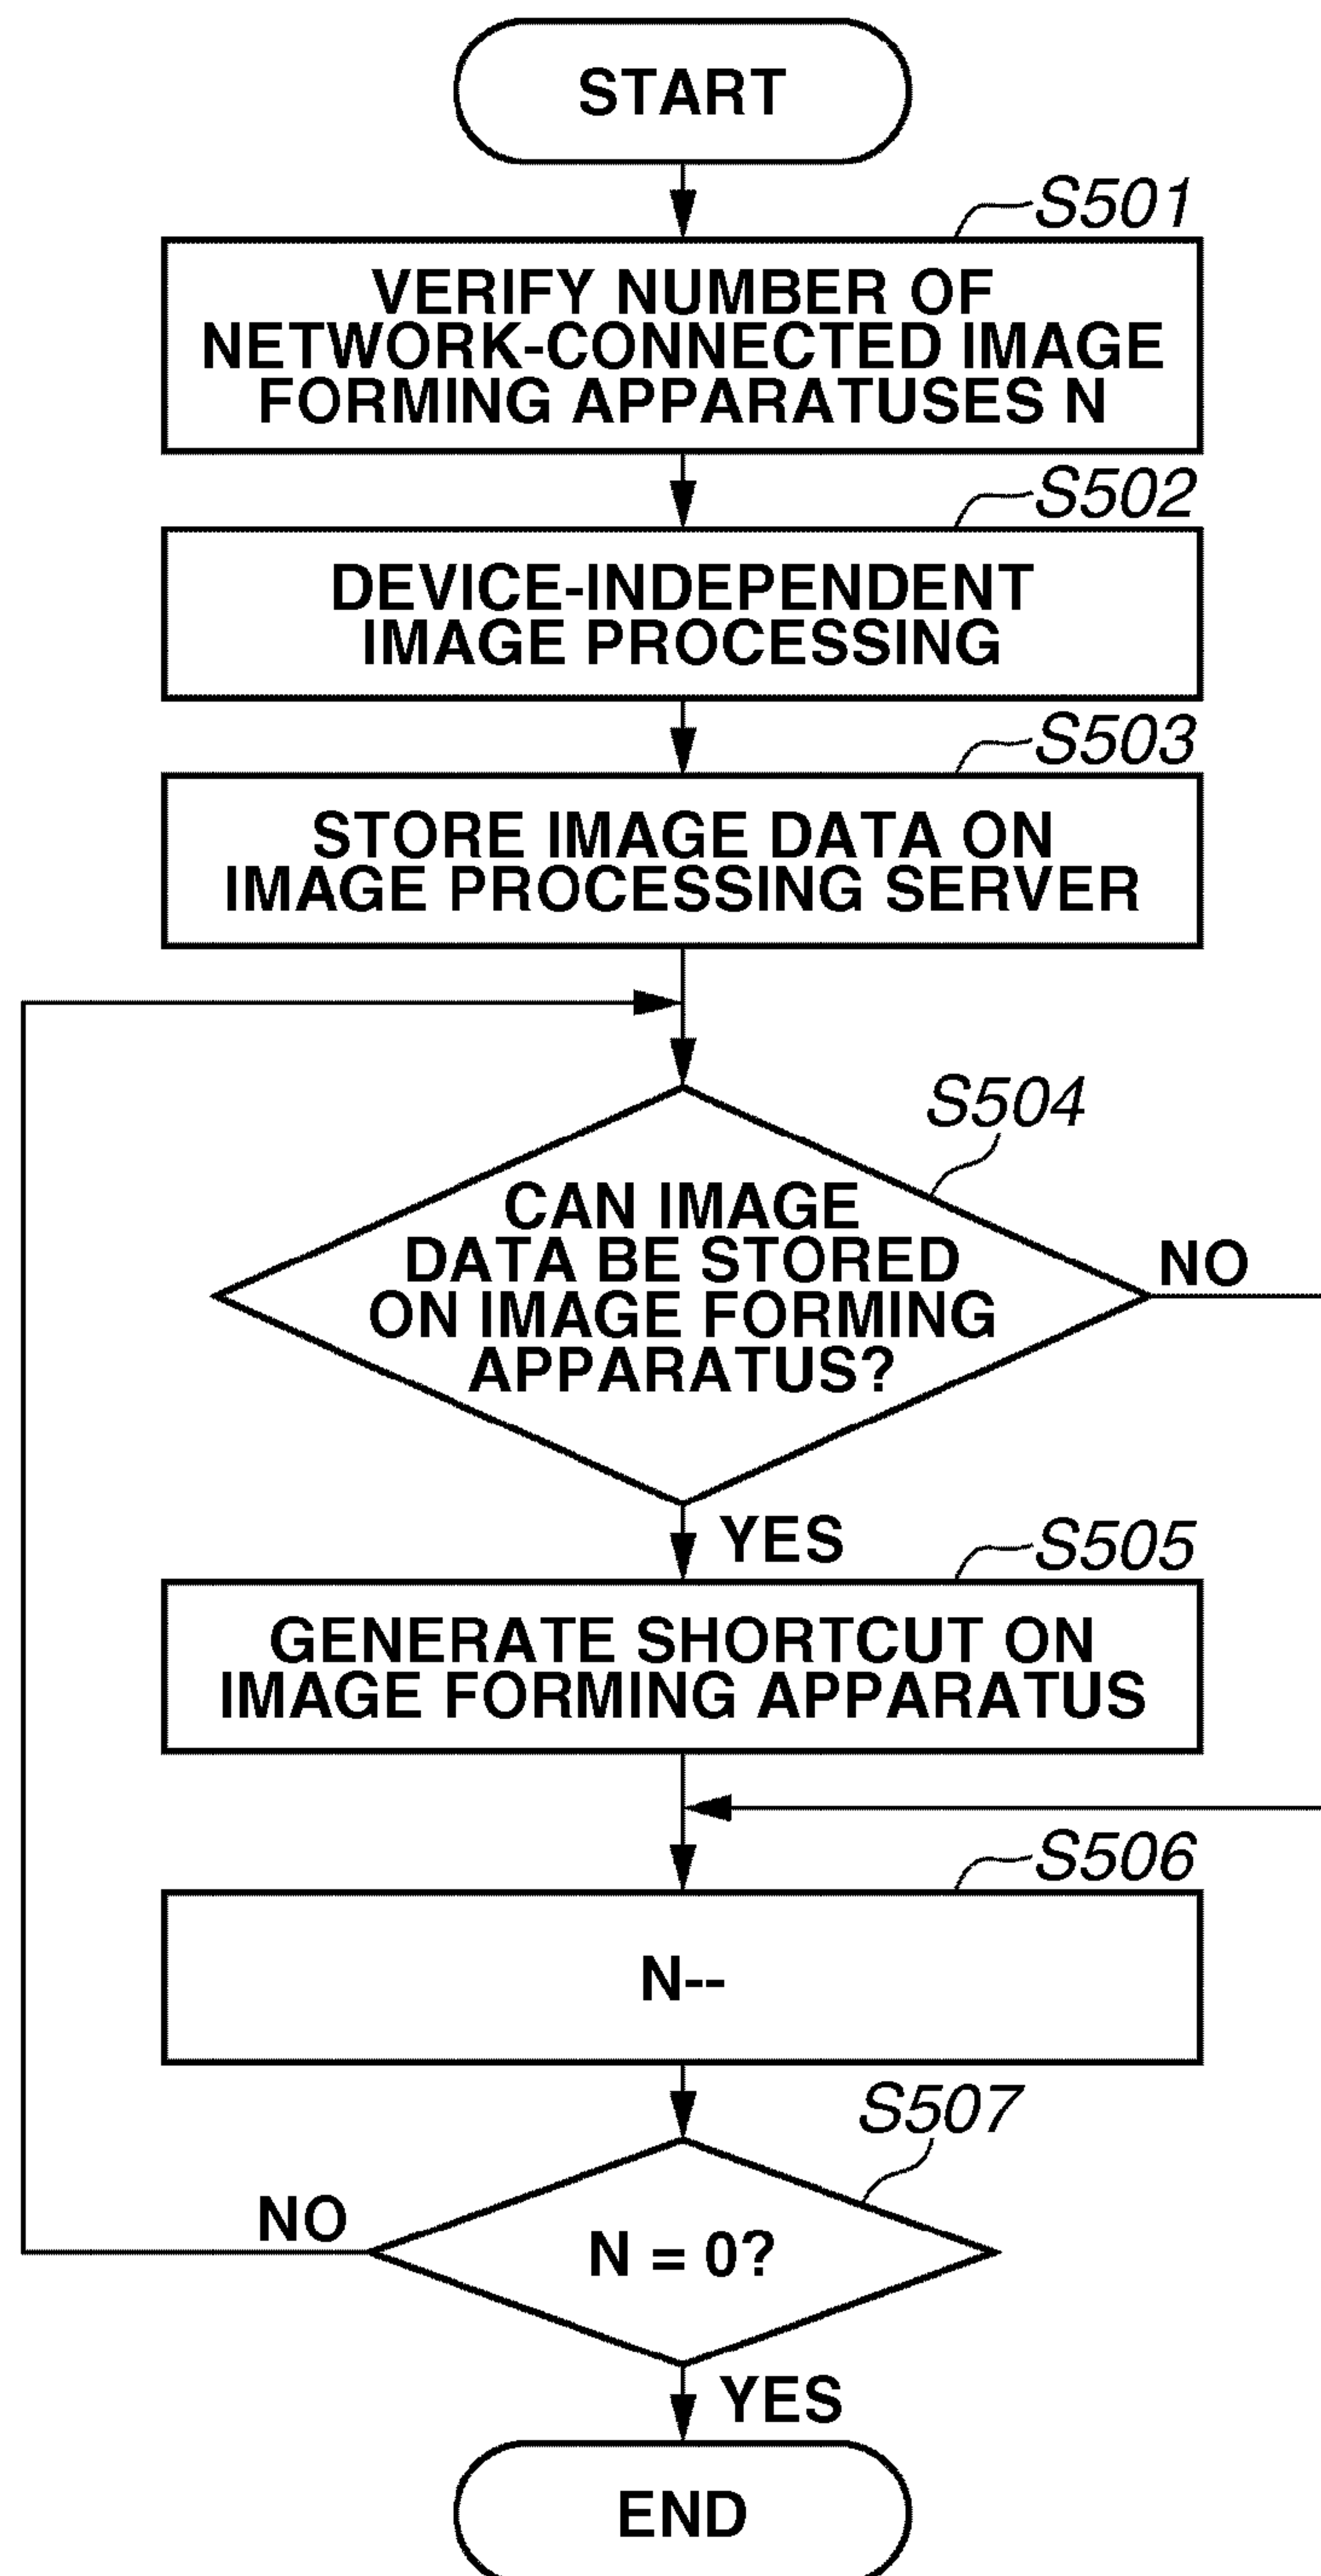 START
S501
VERIFY NUMBER OF
NETWORK-CONNECTED IMAGE
FORMING APPARATUSES N
S502
DEVICE-INDEPENDENT
IMAGE PROCESSING
S503
STORE IMAGE DATA ON
IMAGE PROCESSING SERVER
S504
CAN IMAGE
DATA BE STORED
ON IMAGE FORMING
APPARATUS?
NO
YES
S505
GENERATE SHORTCUT ON
IMAGE FORMING APPARATUS
S506
N--
S507
NO
N = 0?
YES
END